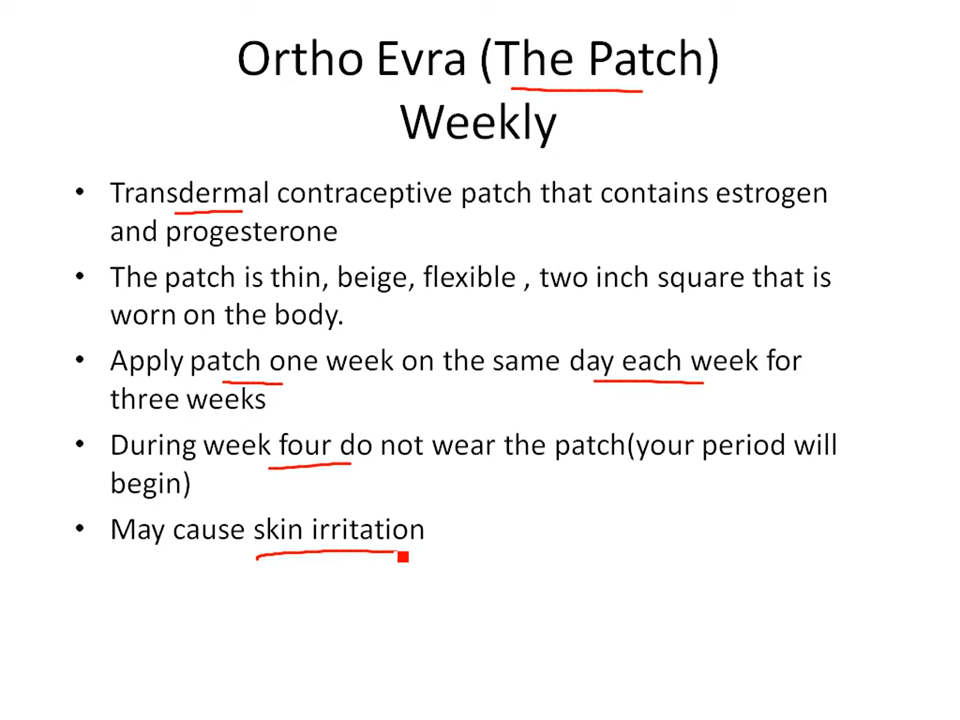 Ortho Evra (The Patch)
Weekly
• Transdermal contraceptive patch that contains estrogen
and progesterone
• The patch is thin, beige, flexible , two inch square that is
worn on the body.
• Apply patch one week on the same day each week for
three weeks
• During week four do not wear the patch(your period will
begin)
• May cause skin irritation